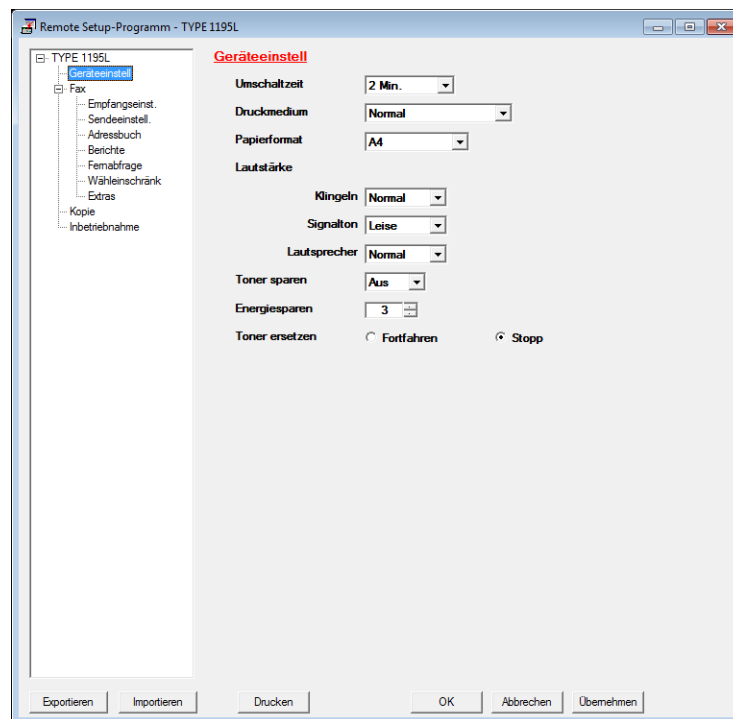 Remote Setup-Programm - TYPE 1195L
TYPE 1195L
Geräteeinstell
Fax
Empfangseinst.
Sendeeinstell.
Adressbuch
Berichte
Fernabfrage
Wähleinschränk
Extras
Kopie
Inbetriebnahme
Geräteeinstell
Umschaltzeit 2 Min.
Druckmedium Normal
Papierformat A4
Lautstärke
Klingeln Normal
Signalton Leise
Lautsprecher Normal
Toner sparen Aus
Energiesparen 3
Toner ersetzen Fortfahren Stopp
Exportieren Importieren Drucken OK Abbrechen Übernehmen